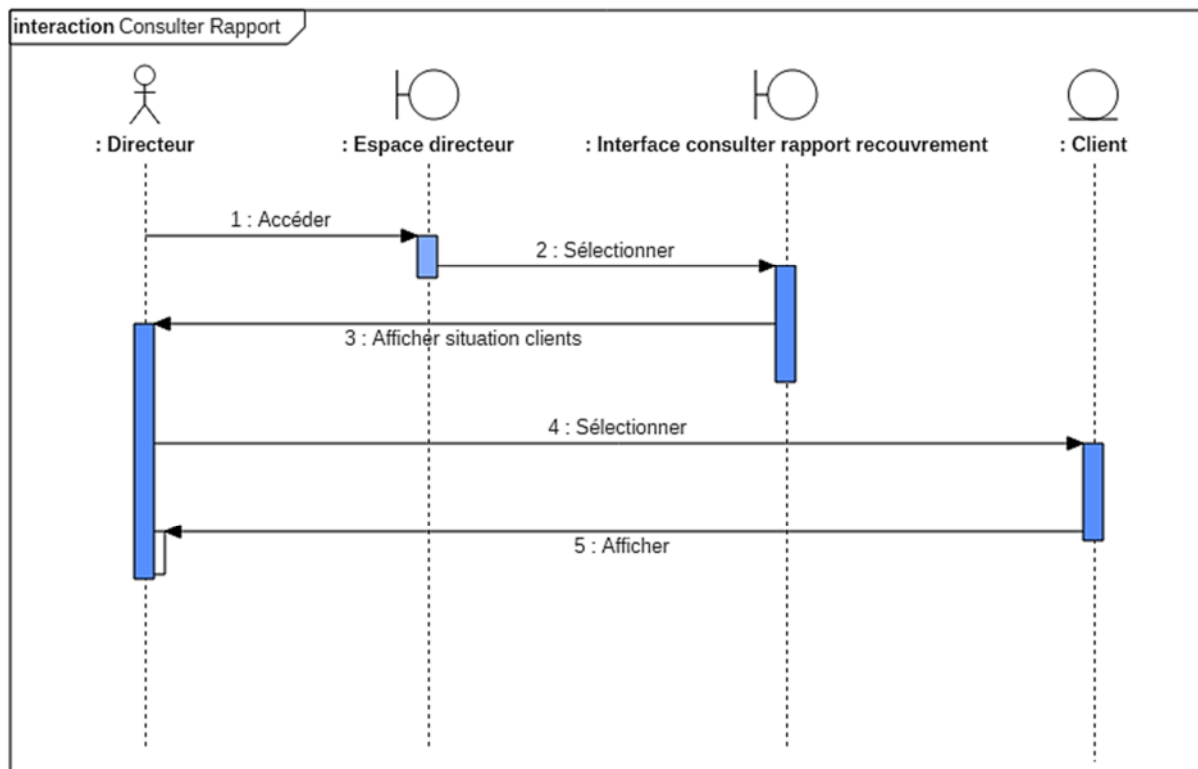 interaction Consulter Rapport
: Directeur
: Espace directeur
: Interface consulter rapport recouvrement
: Client
1 : Accéder
2 : Sélectionner
3 : Afficher situation clients
4 : Sélectionner
5 : Afficher